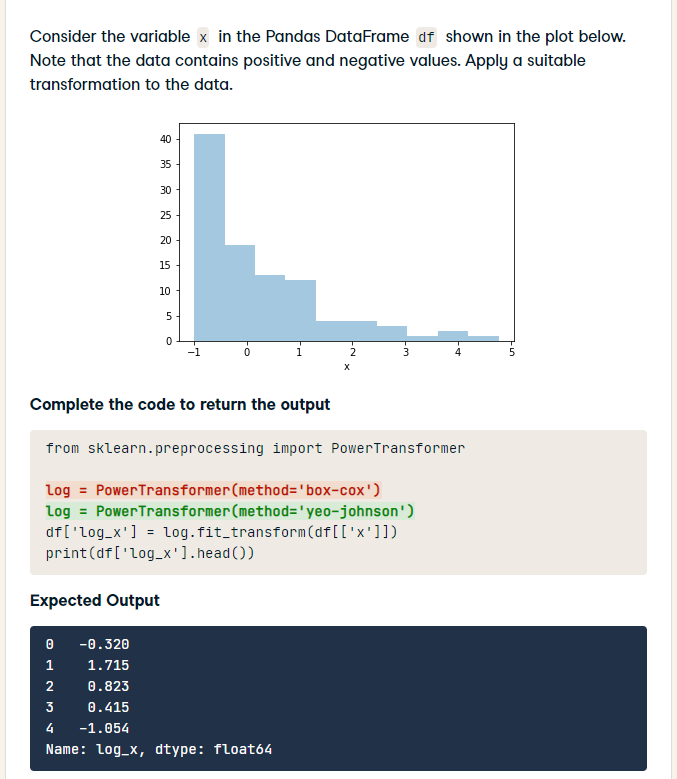 Consider the variable x in the Pandas DataFrame df shown in the plot below.
Note that the data contains positive and negative values. Apply a suitable
transformation to the data.
40
35
30
25
20
15
10
5
0
−1 0 1 2 3 4 5
x
Complete the code to return the output
from sklearn.preprocessing import PowerTransformer
log = PowerTransformer(method='box-cox')
log = PowerTransformer(method='yeo-johnson')
df['log_x'] = log.fit_transform(df[['x']])
print(df['log_x'].head())
Expected Output
0 -0.320
1 1.715
2 0.823
3 0.415
4 -1.054
Name: log_x, dtype: float64